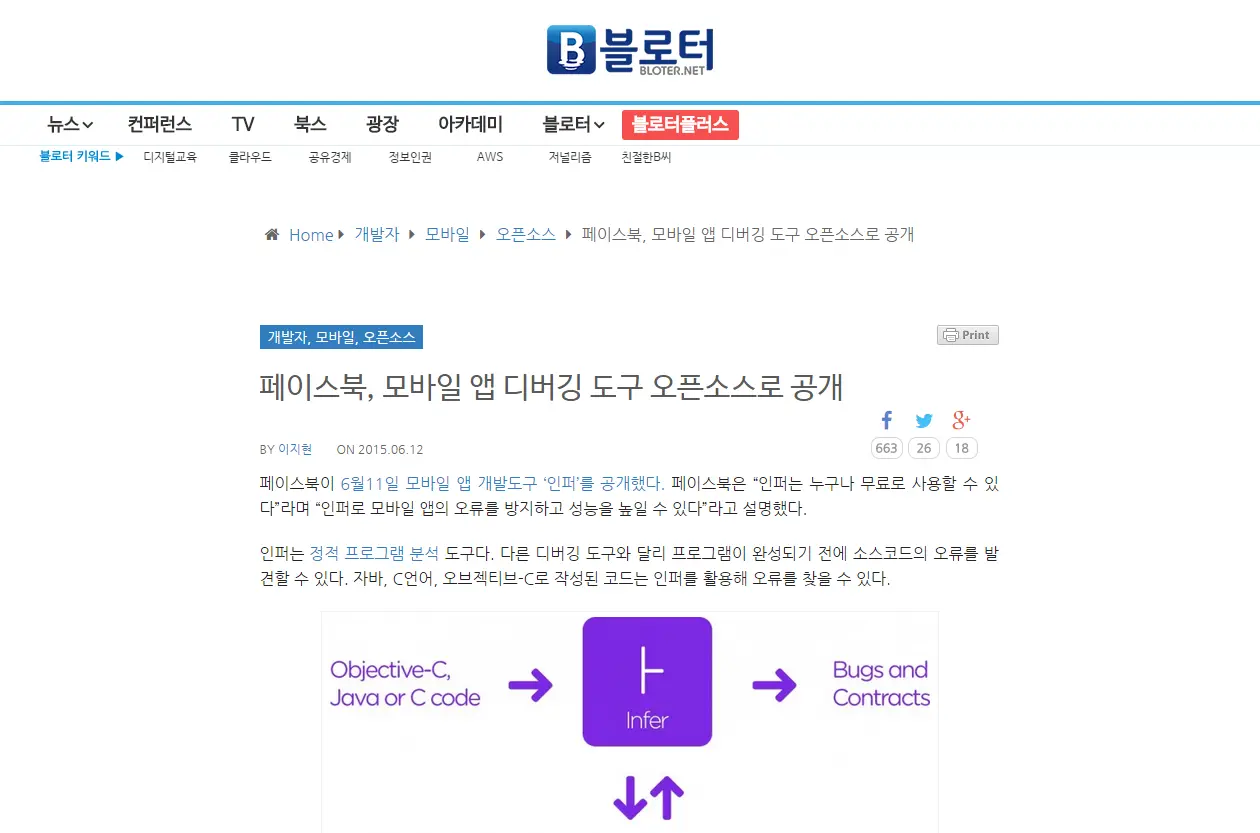 B 블로터
BLOTER.NET
뉴스 컨퍼런스 TV 북스 광장 아카데미 블로터 블로터플러스
블로터 키워드 ▶ 디지털교육 클라우드 공유경제 정보인권 AWS 저널리즘 친절한B씨
Home 개발자 모바일 오픈소스 페이스북, 모바일 앱 디버깅 도구 오픈소스로 공개
개발자, 모바일, 오픈소스
Print
페이스북, 모바일 앱 디버깅 도구 오픈소스로 공개
BY 이지현 ON 2015.06.12
663 26 18
페이스북이 6월11일 모바일 앱 개발도구 ‘인퍼’를 공개했다. 페이스북은 “인퍼는 누구나 무료로 사용할 수 있
다”라며 “인퍼로 모바일 앱의 오류를 방지하고 성능을 높일 수 있다”라고 설명했다.
인퍼는 정적 프로그램 분석 도구다. 다른 디버깅 도구와 달리 프로그램이 완성되기 전에 소스코드의 오류를 발
견할 수 있다. 자바, C언어, 오브젝티브-C로 작성된 코드는 인퍼를 활용해 오류를 찾을 수 있다.
Objective-C,
Java or C code
Infer
Bugs and
Contracts